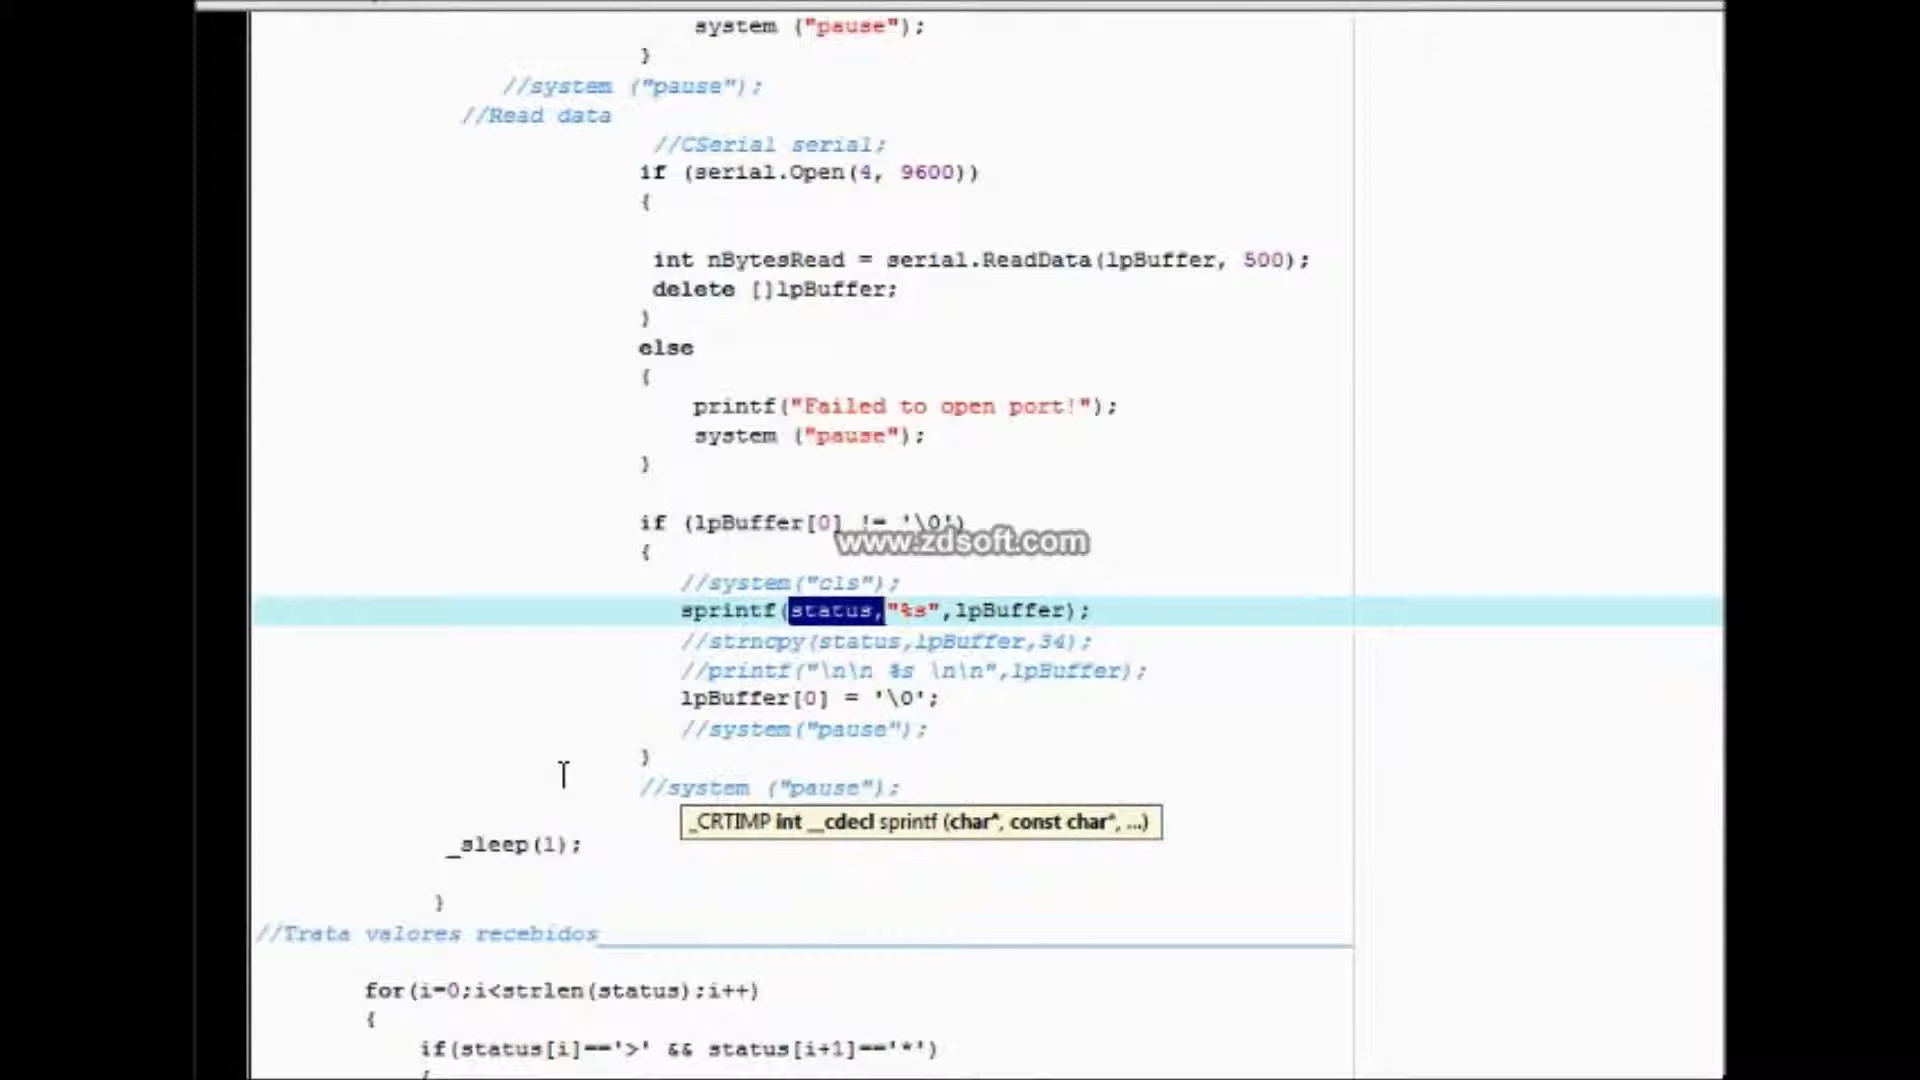 system ("pause");
}
//system ("pause");
//Read data
//CSerial serial;
if (serial.Open(4, 9600))
{
int nBytesRead = serial.ReadData(lpBuffer, 500);
delete []lpBuffer;
}
else
{
printf("Failed to open port!");
system ("pause");
}
if (lpBuffer[0] != '\0')
www.zdsoft.com
{
//system("cls");
sprintf(status,"%s",lpBuffer);
//strncpy(status,lpBuffer,34);
//printf("\n\n %s \n\n",lpBuffer);
lpBuffer[0] = '\0';
//system("pause");
}
//system ("pause");
_CRTIMP int __cdecl sprintf (char*, const char*, ...)
_sleep(1);
}
//Trata valores recebidos
for(i=0;i<strlen(status);i++)
{
if(status[i]=='>' && status[i+1]=='*')
{